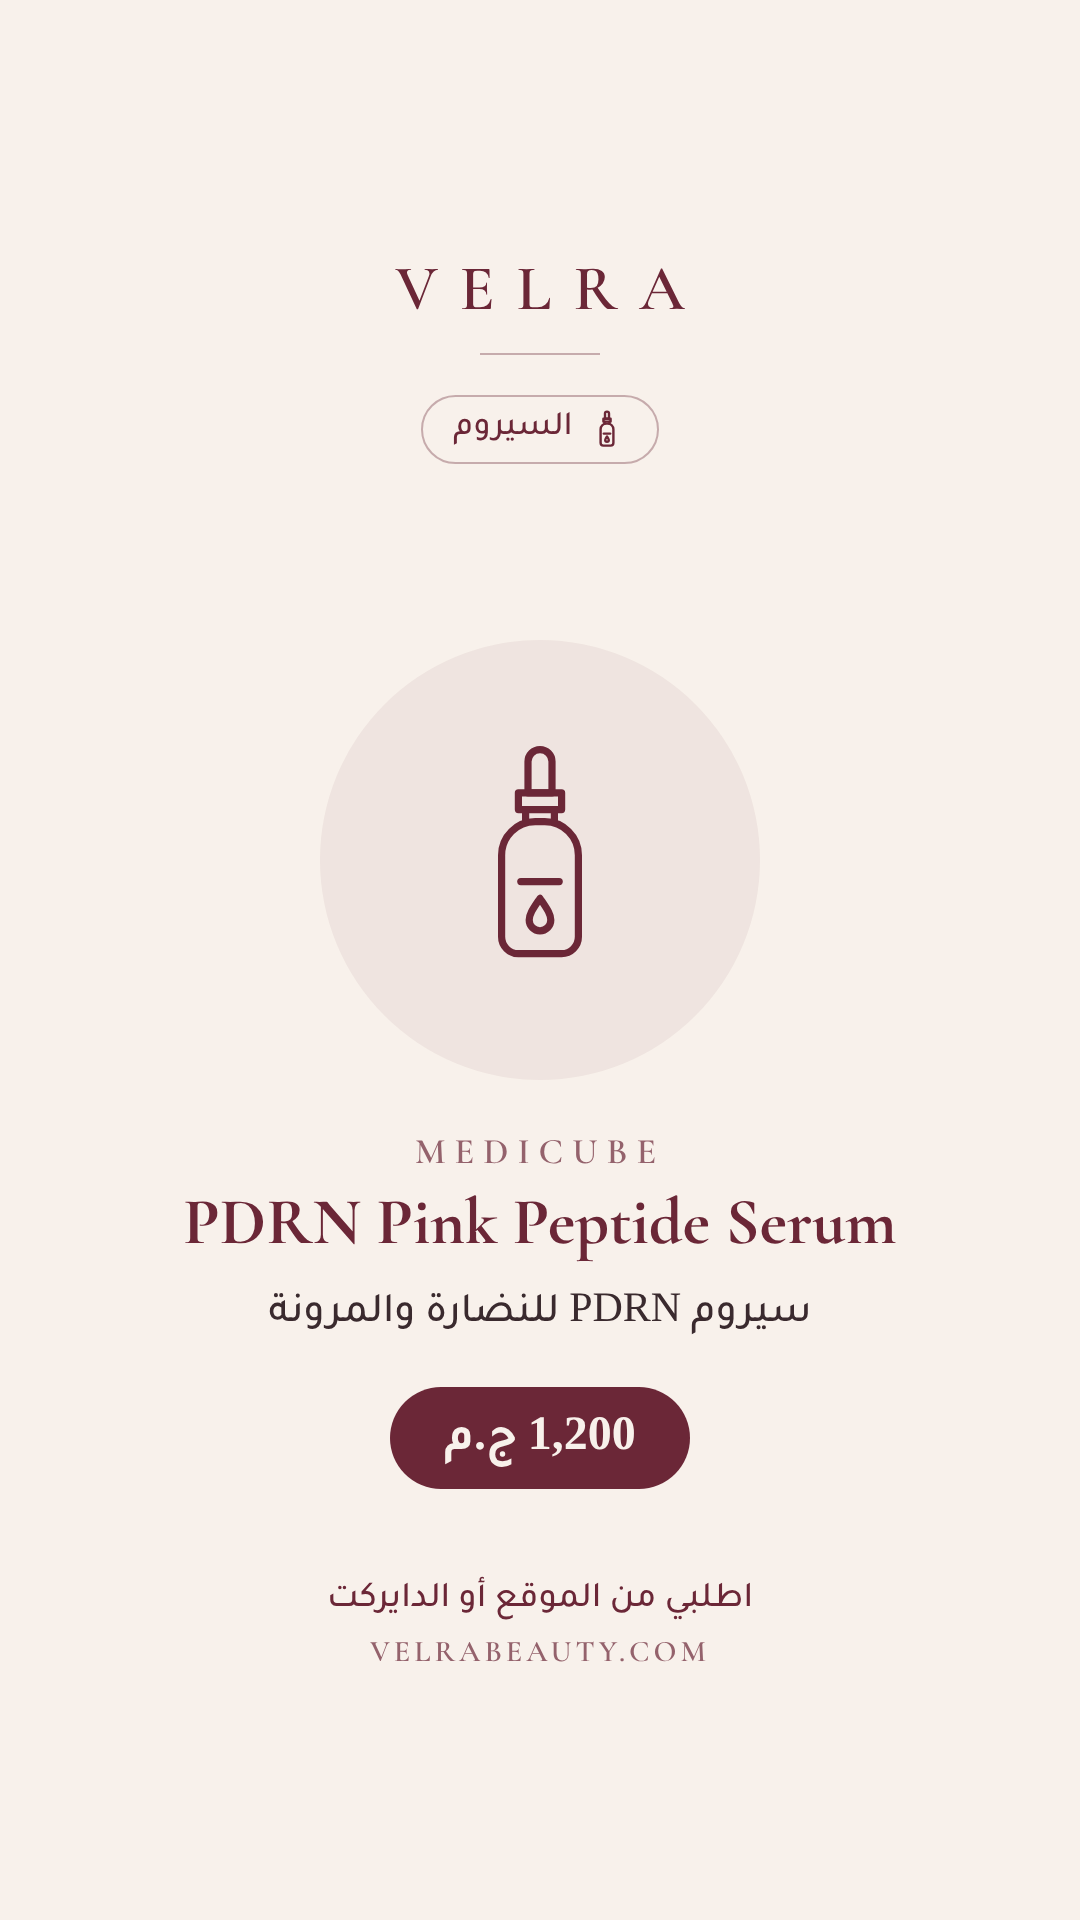 VELRA
السيروم
MEDICUBE
PDRN Pink Peptide Serum
سيروم PDRN للنضارة والمرونة
1,200 ج.م
اطلبي من الموقع أو الدايركت
VELRABEAUTY.COM